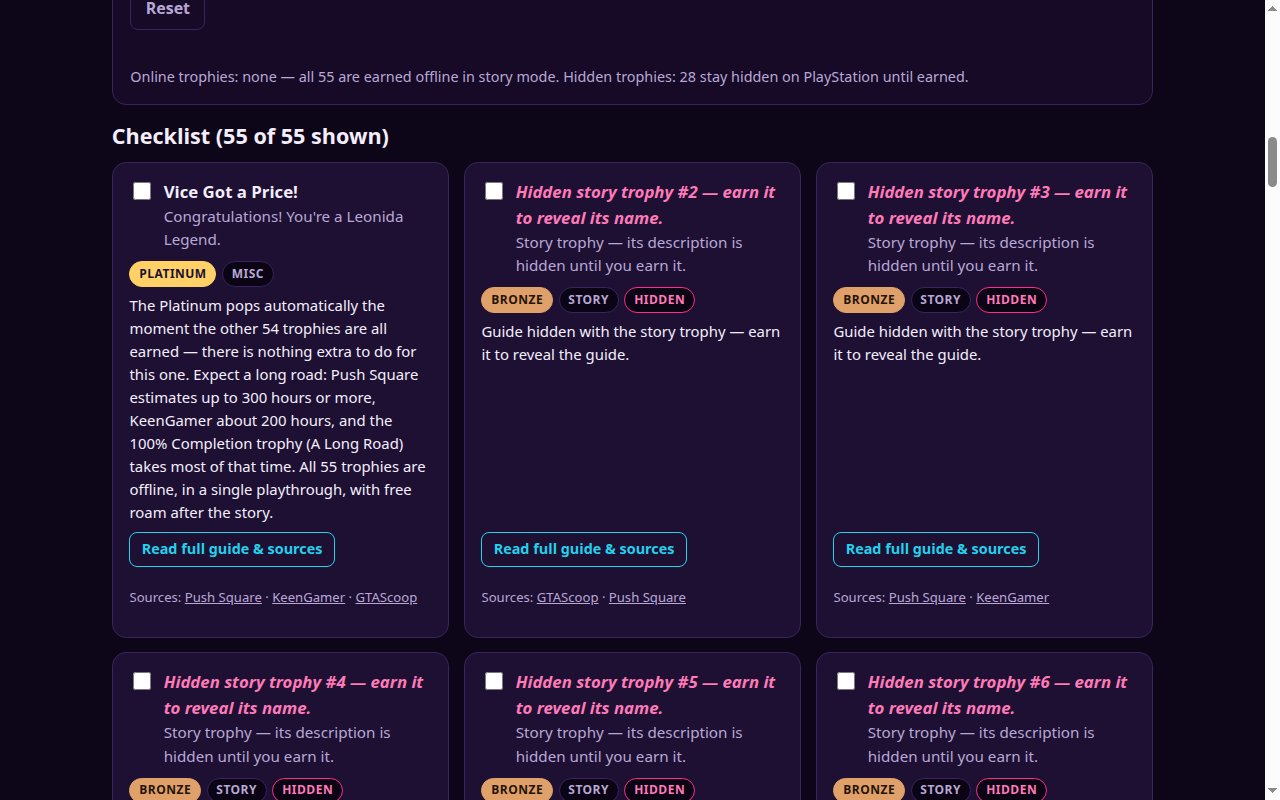 Reset
Online trophies: none — all 55 are earned offline in story mode. Hidden trophies: 28 stay hidden on PlayStation until earned.
Checklist (55 of 55 shown)
Vice Got a Price!
Congratulations! You're a Leonida
Legend.
PLATINUM
MISC
The Platinum pops automatically the
moment the other 54 trophies are all
earned — there is nothing extra to do for
this one. Expect a long road: Push Square
estimates up to 300 hours or more,
KeenGamer about 200 hours, and the
100% Completion trophy (A Long Road)
takes most of that time. All 55 trophies are
offline, in a single playthrough, with free
roam after the story.
Read full guide & sources
Sources: Push Square · KeenGamer · GTAScoop
Hidden story trophy #2 — earn it
to reveal its name.
Story trophy — its description is
hidden until you earn it.
BRONZE
STORY
HIDDEN
Guide hidden with the story trophy — earn
it to reveal the guide.
Read full guide & sources
Sources: GTAScoop · Push Square
Hidden story trophy #3 — earn it
to reveal its name.
Story trophy — its description is
hidden until you earn it.
BRONZE
STORY
HIDDEN
Guide hidden with the story trophy — earn
it to reveal the guide.
Read full guide & sources
Sources: Push Square · KeenGamer
Hidden story trophy #4 — earn it
to reveal its name.
Story trophy — its description is
hidden until you earn it.
BRONZE
STORY
HIDDEN
Hidden story trophy #5 — earn it
to reveal its name.
Story trophy — its description is
hidden until you earn it.
BRONZE
STORY
HIDDEN
Hidden story trophy #6 — earn it
to reveal its name.
Story trophy — its description is
hidden until you earn it.
BRONZE
STORY
HIDDEN